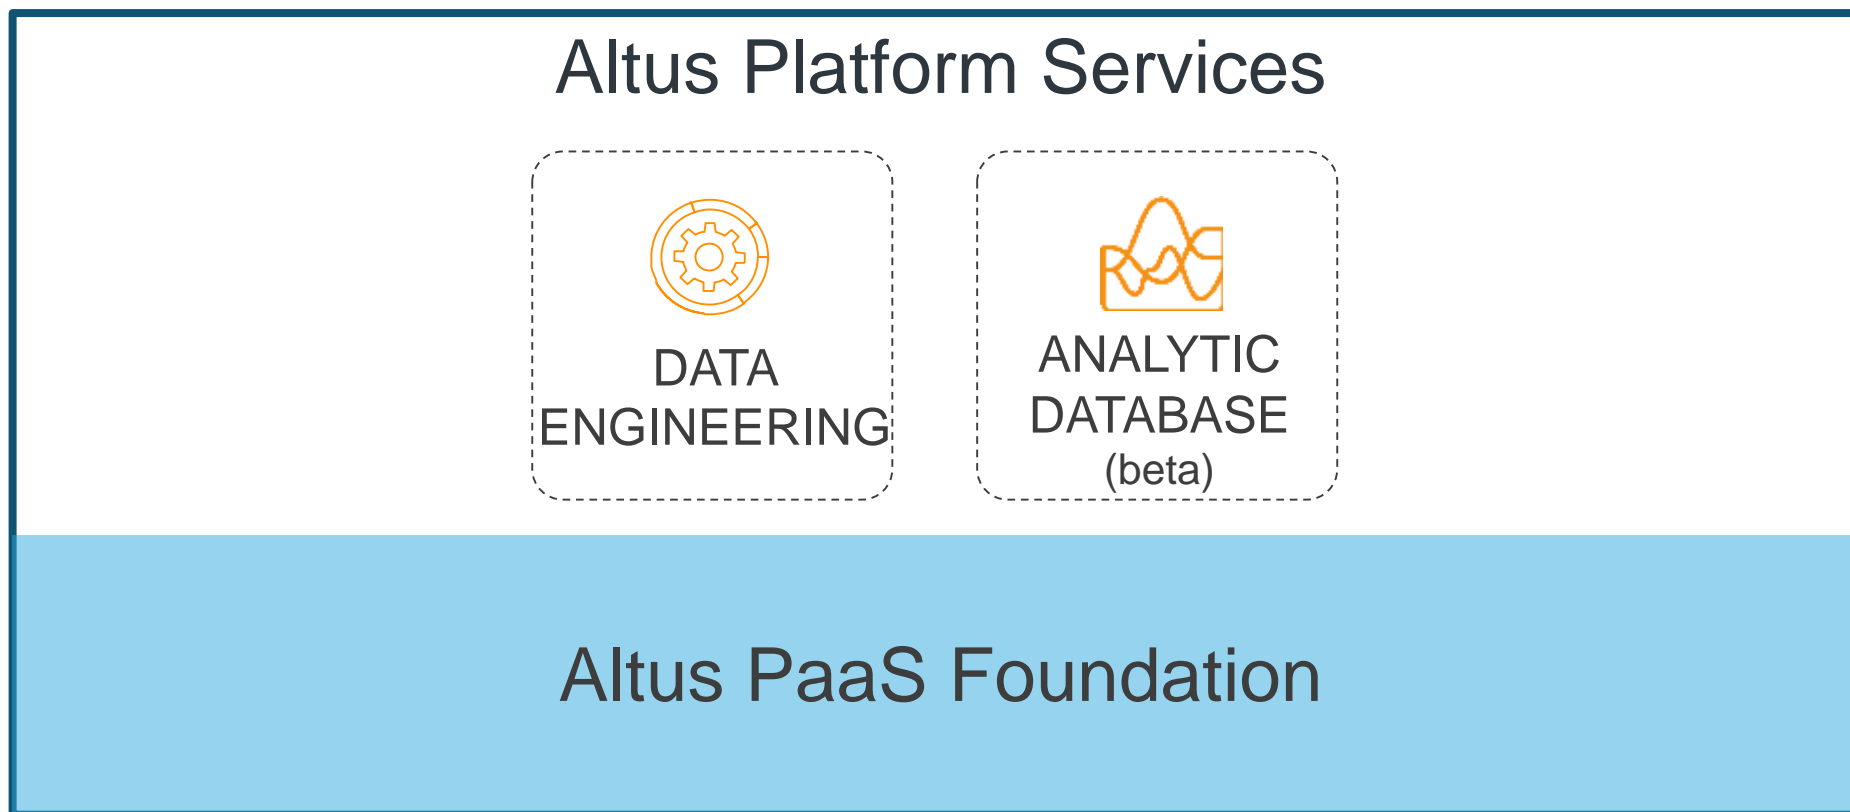 Altus Platform Services
DATA
ENGINEERING
ANALYTIC
DATABASE
(beta)
Altus PaaS Foundation